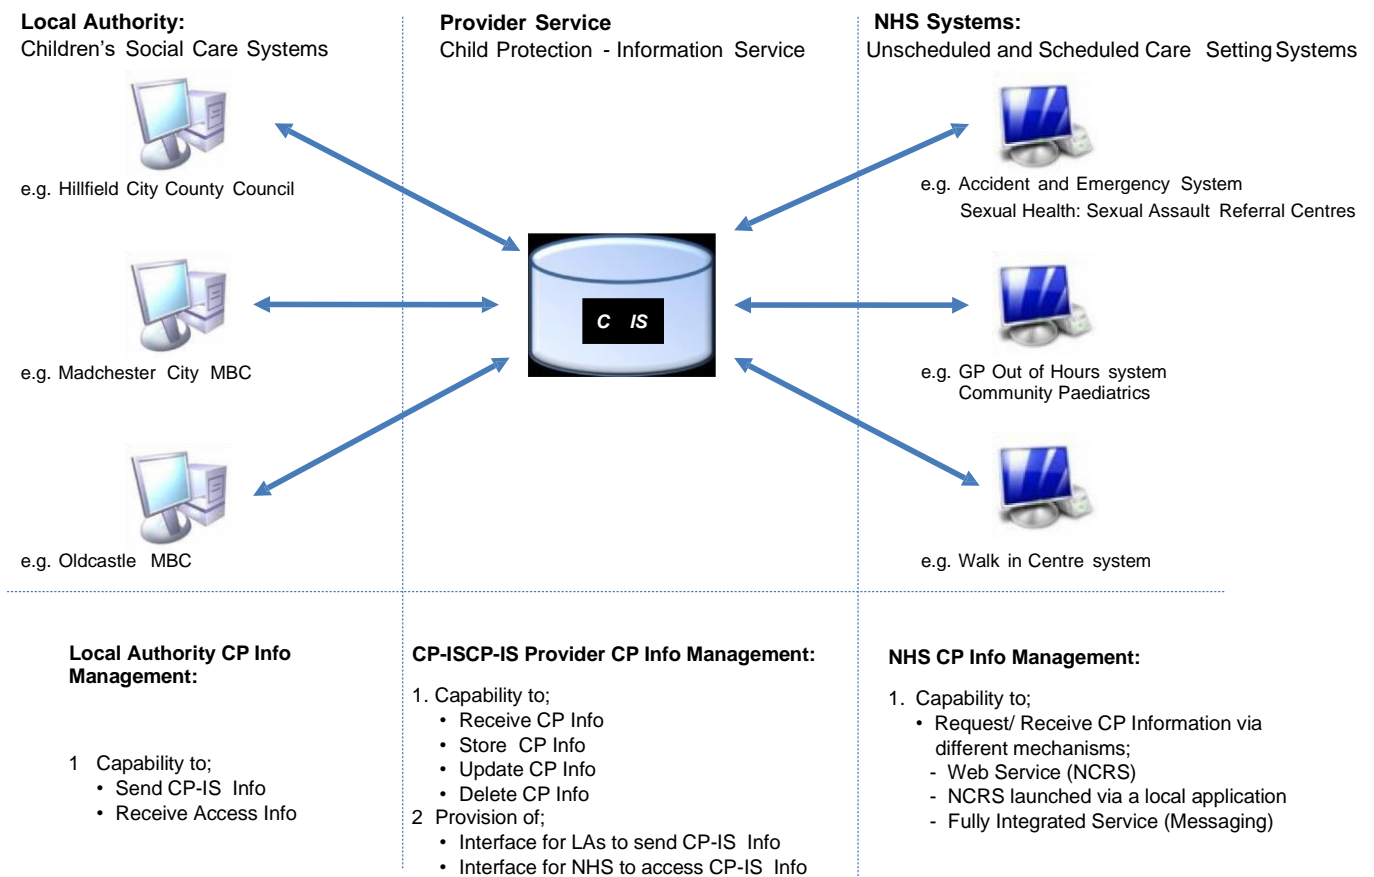 Local Authority:
Children's Social Care Systems
e.g. Hillfield City County Council
e.g. Madchester City MBC
e.g. Oldcastle MBC
Provider Service
Child Protection - Information Service
C IS
NHS Systems:
Unscheduled and Scheduled Care Setting Systems
e.g. Accident and Emergency System
Sexual Health: Sexual Assault Referral Centres
e.g. GP Out of Hours system
Community Paediatrics
e.g. Walk in Centre system
Local Authority CP Info
Management:
1 Capability to;
• Send CP-IS Info
• Receive Access Info
CP-ISCP-IS Provider CP Info Management:
1. Capability to;
• Receive CP Info
• Store CP Info
• Update CP Info
• Delete CP Info
2 Provision of;
• Interface for LAs to send CP-IS Info
• Interface for NHS to access CP-IS Info
NHS CP Info Management:
1. Capability to;
• Request/ Receive CP Information via
different mechanisms;
- Web Service (NCRS)
- NCRS launched via a local application
- Fully Integrated Service (Messaging)